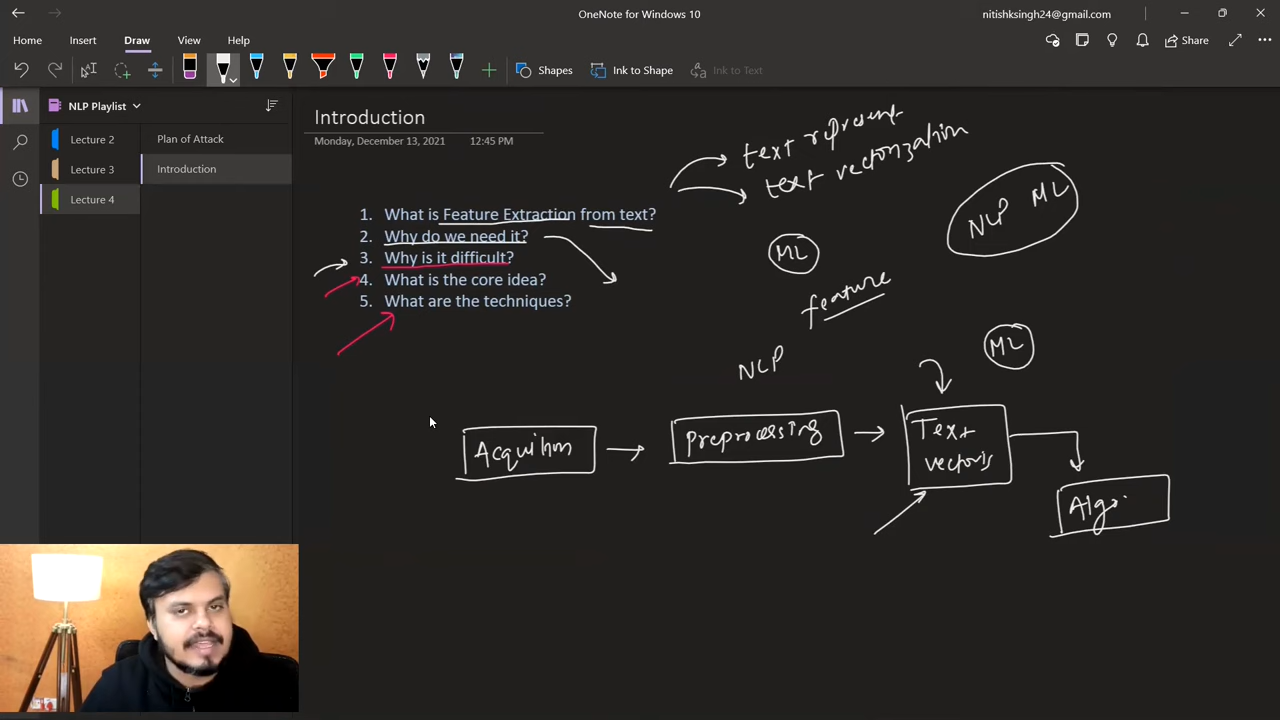 OneNote for Windows 10
nitishksingh24@gmail.com
Home Insert Draw View Help
Share
Shapes Ink to Shape Ink to Text
NLP Playlist
Lecture 2
Lecture 3
Lecture 4
Plan of Attack
Introduction
Introduction
Monday, December 13, 2021 12:45 PM
1. What is Feature Extraction from text?
2. Why do we need it?
3. Why is it difficult?
4. What is the core idea?
5. What are the techniques?
text represent
text vectorization
NLP ML
ML
feature
ML
NLP
Acquition
Preprocessing
Text
vectoris
Algo.